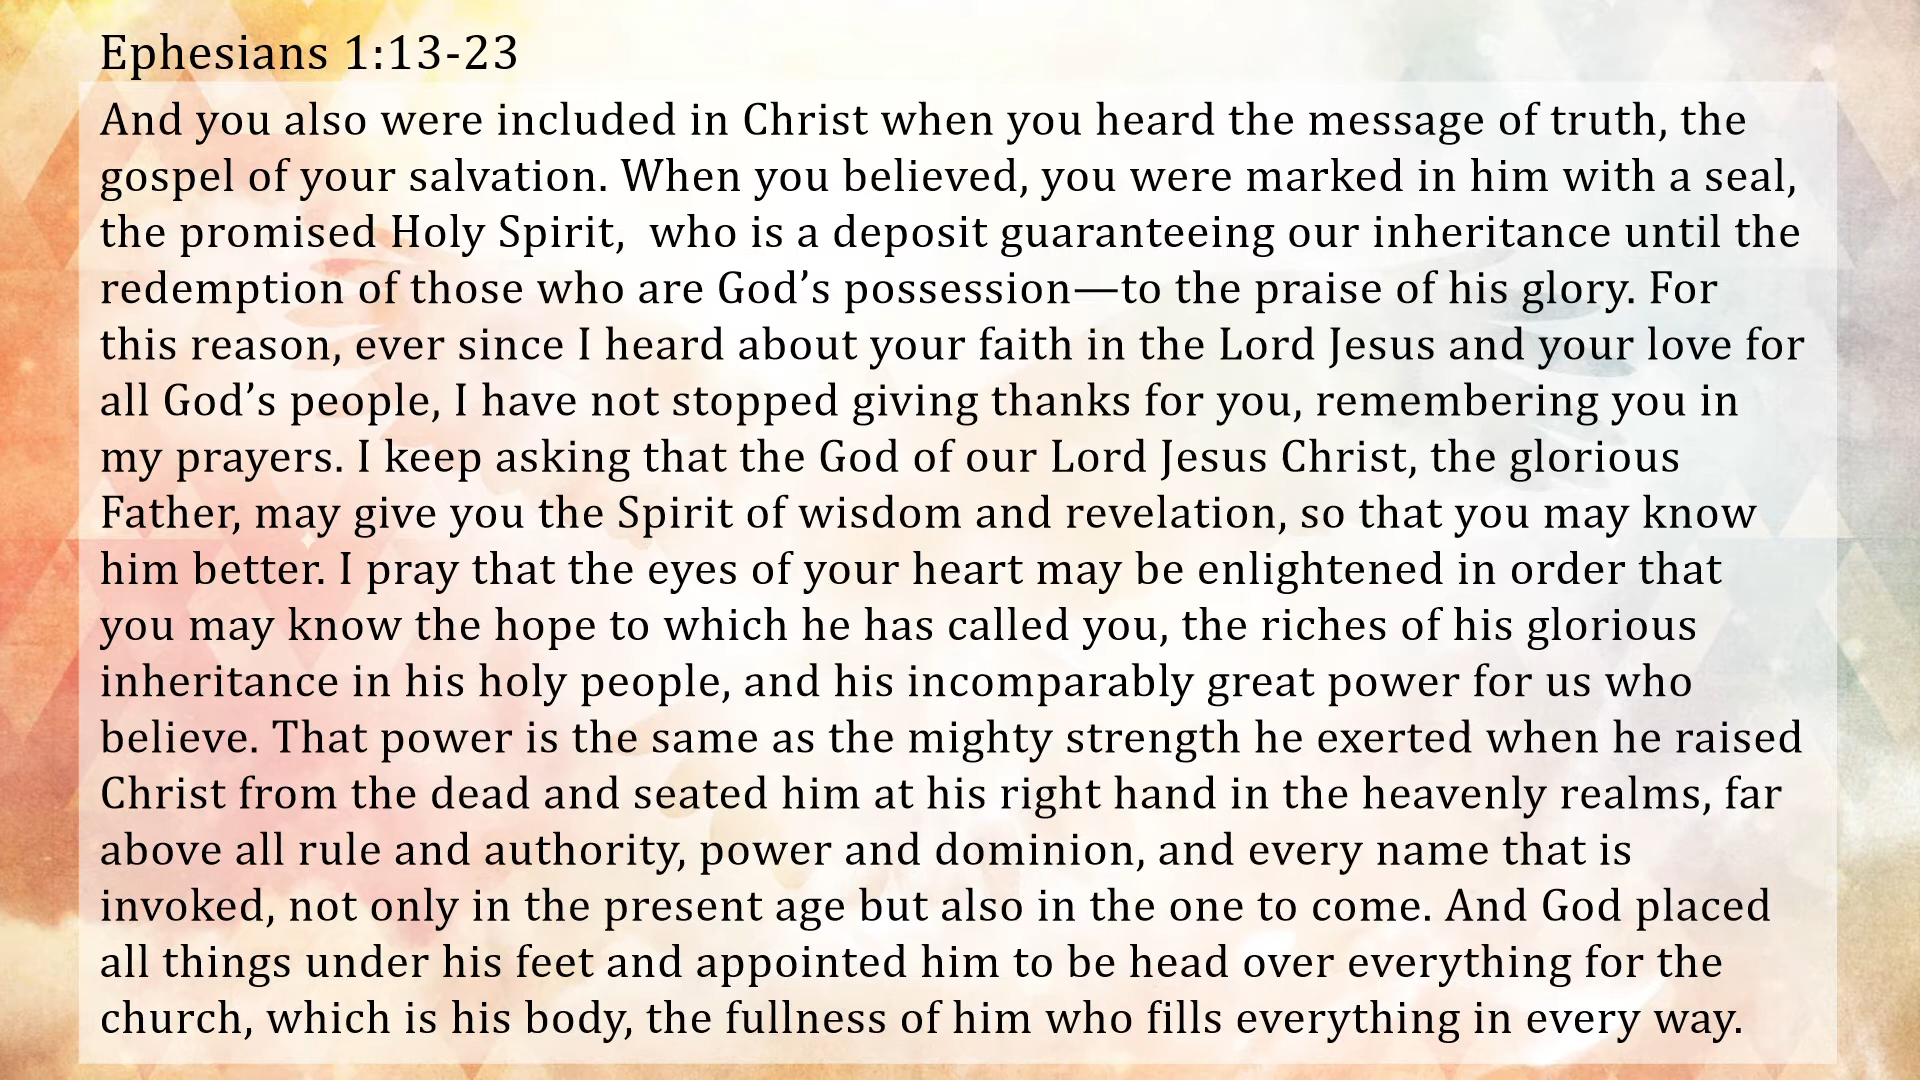 Ephesians 1:13-23
And you also were included in Christ when you heard the message of truth, the
gospel of your salvation. When you believed, you were marked in him with a seal,
the promised Holy Spirit,  who is a deposit guaranteeing our inheritance until the
redemption of those who are God’s possession—to the praise of his glory. For
this reason, ever since I heard about your faith in the Lord Jesus and your love for
all God’s people, I have not stopped giving thanks for you, remembering you in
my prayers. I keep asking that the God of our Lord Jesus Christ, the glorious
Father, may give you the Spirit of wisdom and revelation, so that you may know
him better. I pray that the eyes of your heart may be enlightened in order that
you may know the hope to which he has called you, the riches of his glorious
inheritance in his holy people, and his incomparably great power for us who
believe. That power is the same as the mighty strength he exerted when he raised
Christ from the dead and seated him at his right hand in the heavenly realms, far
above all rule and authority, power and dominion, and every name that is
invoked, not only in the present age but also in the one to come. And God placed
all things under his feet and appointed him to be head over everything for the
church, which is his body, the fullness of him who fills everything in every way.